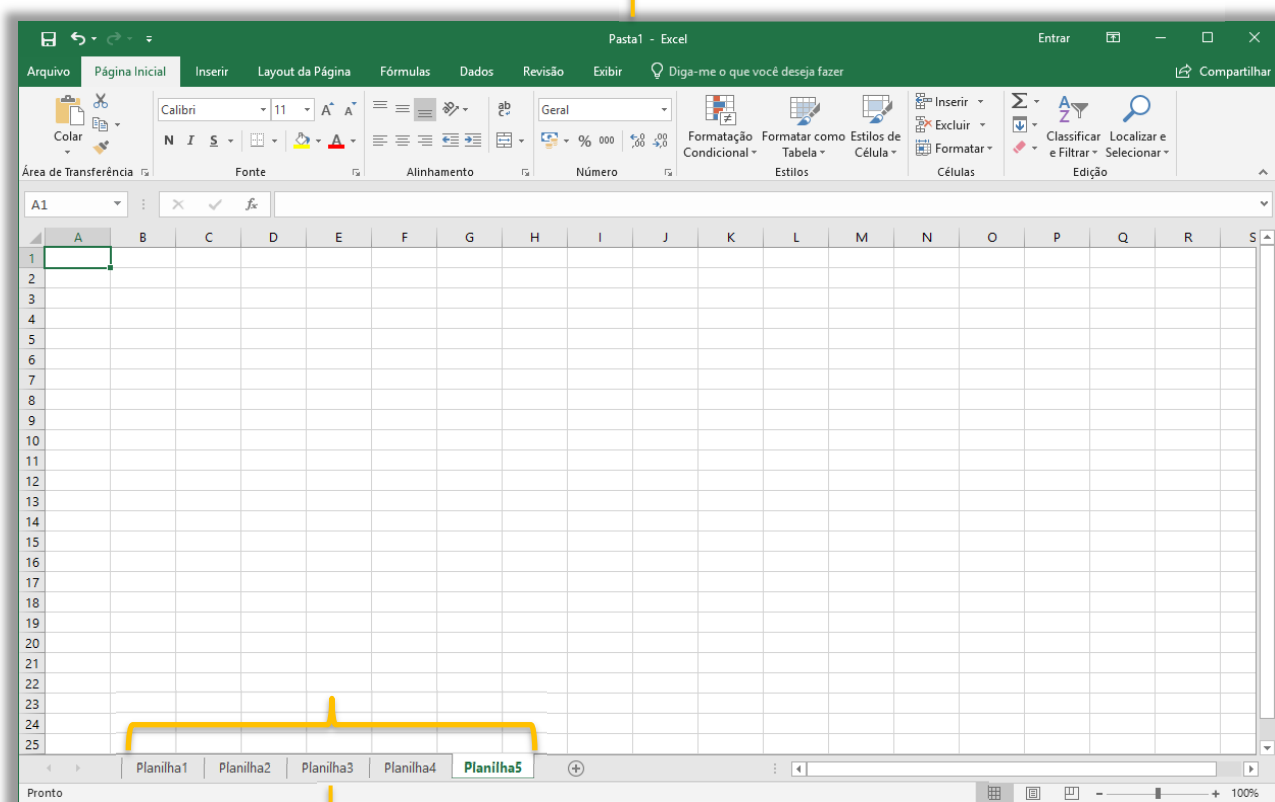 Pasta1 - Excel
Entrar
Arquivo Página Inicial Inserir Layout da Página Fórmulas Dados Revisão Exibir Diga-me o que você deseja fazer Compartilhar
Colar
Calibri 11
N I S
A A
A
ab
Geral
% 000
Formatação Condicional
Formatar como Tabela
Estilos de Célula
Inserir
Excluir
Formatar
Σ
Classificar e Filtrar
Localizar e Selecionar
Área de Transferência Fonte Alinhamento Número Estilos Células Edição
A1 fx
A B C D E F G H I J K L M N O P Q R S
1
2
3
4
5
6
7
8
9
10
11
12
13
14
15
16
17
18
19
20
21
22
23
24
25
Planilha1 Planilha2 Planilha3 Planilha4 Planilha5
Pronto 100%